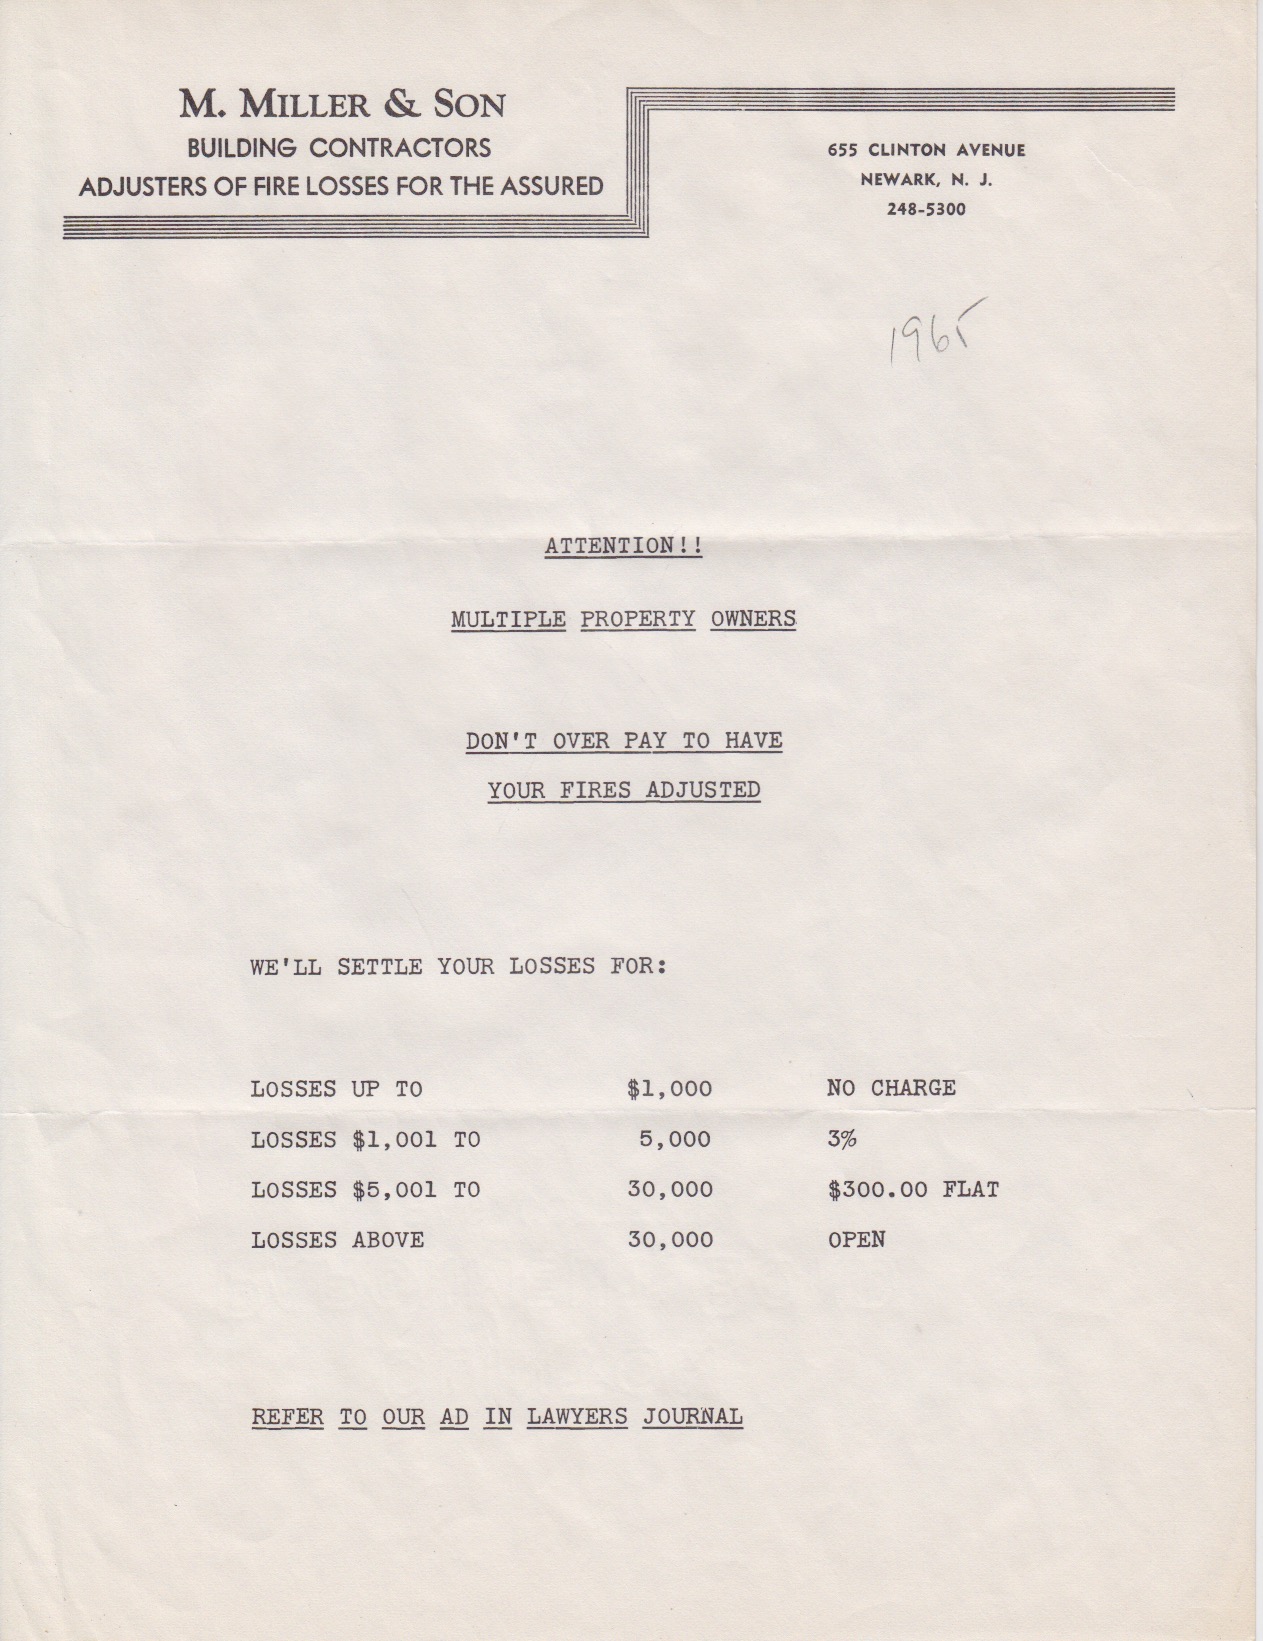 M. MILLER & SON
BUILDING CONTRACTORS
ADJUSTERS OF FIRE LOSSES FOR THE ASSURED
655 CLINTON AVENUE
NEWARK, N. J.
248-5300
1965
ATTENTION!!
MULTIPLE PROPERTY OWNERS
DON'T OVER PAY TO HAVE
YOUR FIRES ADJUSTED
WE'LL SETTLE YOUR LOSSES FOR:
LOSSES UP TO $1,000 NO CHARGE
LOSSES $1,001 TO 5,000 3%
LOSSES $5,001 TO 30,000 $300.00 FLAT
LOSSES ABOVE 30,000 OPEN
REFER TO OUR AD IN LAWYERS JOURNAL